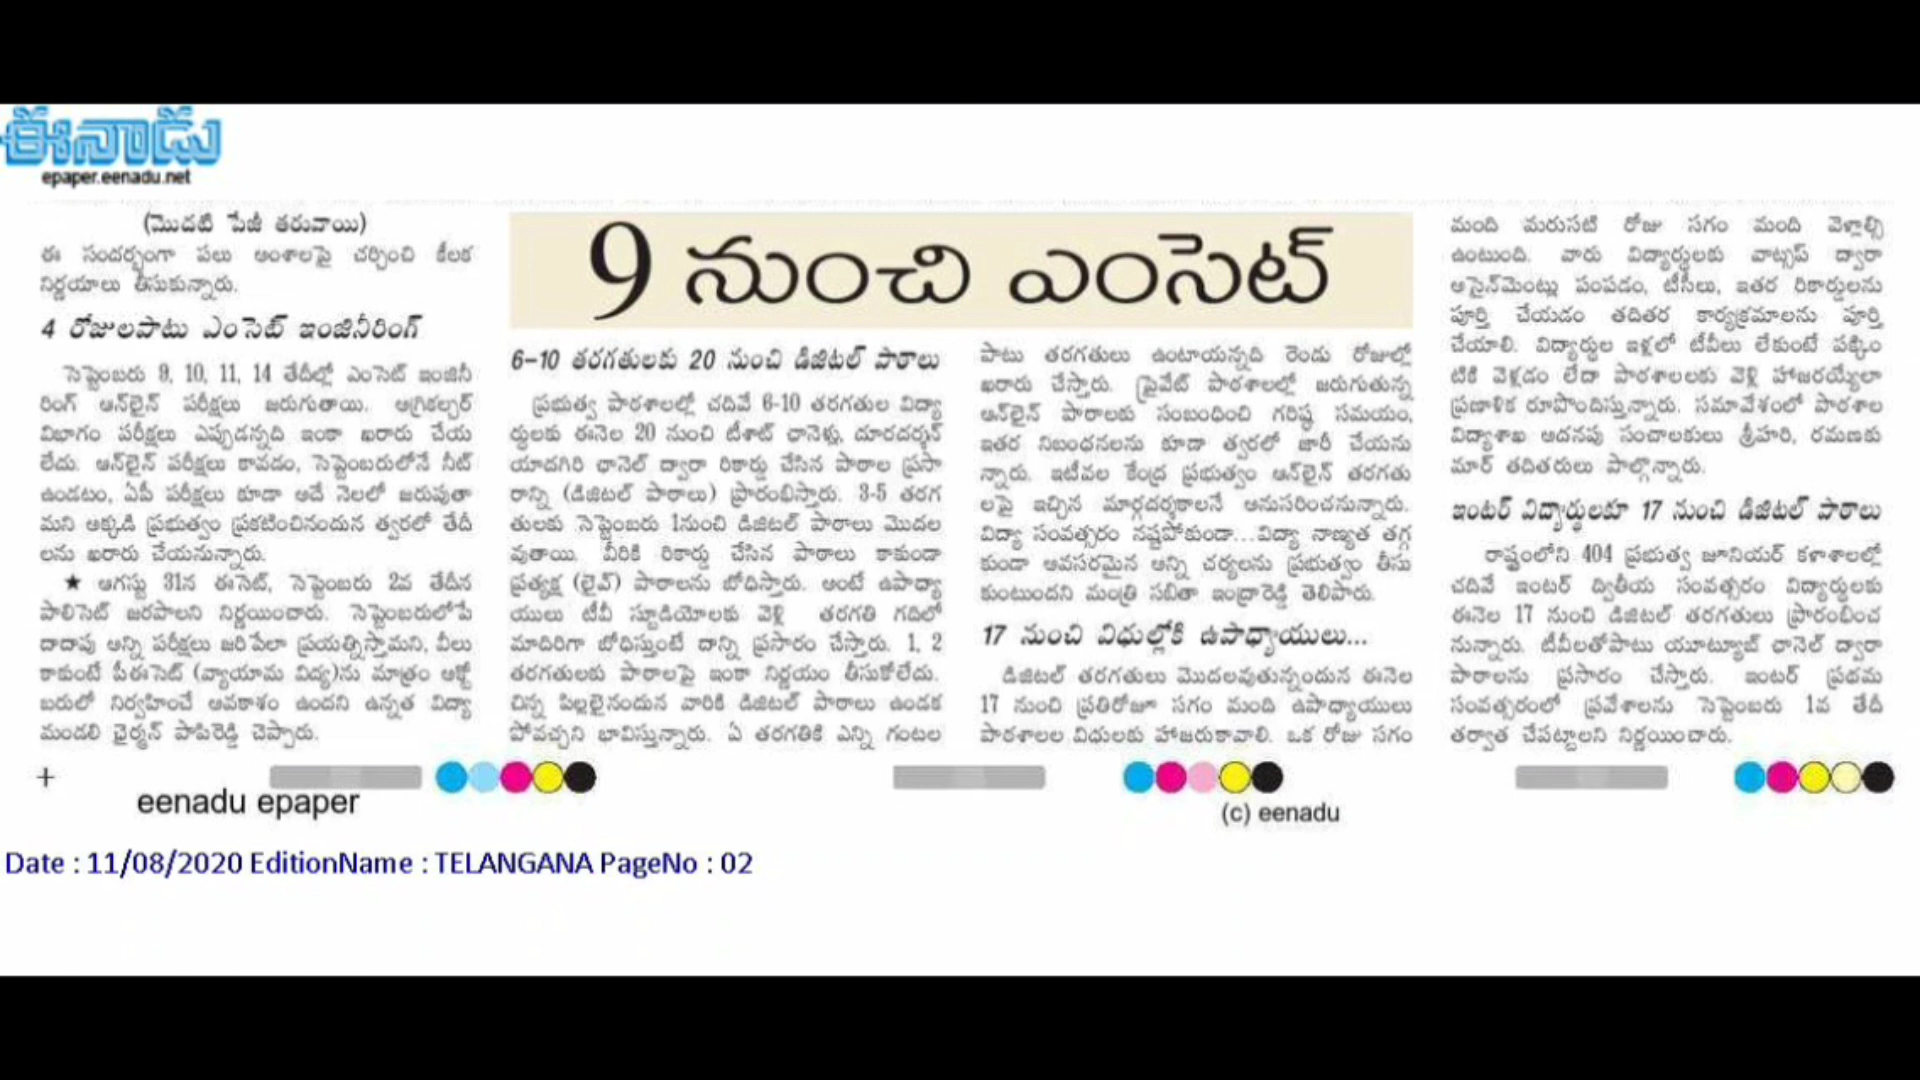 ఈనాడు
epaper.eenadu.net
(మొదటి పేజీ తరువాయి)
ఈ సందర్భంగా పలు అంశాలపై చర్చించి కీలక
నిర్ణయాలు తీసుకున్నారు.
4 రోజులపాటు ఎంసెట్ ఇంజినీరింగ్
సెప్టెంబరు 9, 10, 11, 14 తేదీల్లో ఎంసెట్ ఇంజినీ
రింగ్ ఆన్‌లైన్ పరీక్షలు జరుగుతాయి. అగ్రికల్చర్
విభాగం పరీక్షలు ఎప్పుడన్నది ఇంకా ఖరారు చేయ
లేదు. ఆన్‌లైన్ పరీక్షలు కావడం, సెప్టెంబరులోనే నీట్
ఉండటం, ఏపీ పరీక్షలు కూడా అదే నెలలో జరుపుతా
మని అక్కడి ప్రభుత్వం ప్రకటించినందున త్వరలో తేదీ
లను ఖరారు చేయనున్నారు.
★ ఆగస్టు 31న ఈసెట్, సెప్టెంబరు 2వ తేదీన
పాలిసెట్ జరపాలని నిర్ణయించారు. సెప్టెంబరులోపే
దాదాపు అన్ని పరీక్షలు జరిపేలా ప్రయత్నిస్తామని, వీలు
కాకుంటే పీఈసెట్ (వ్యాయామ విద్య)ను మాత్రం అక్టో
బరులో నిర్వహించే అవకాశం ఉందని ఉన్నత విద్యా
మండలి ఛైర్మన్ పాపిరెడ్డి చెప్పారు.
9 నుంచి ఎంసెట్
6-10 తరగతులకు 20 నుంచి డిజిటల్ పాఠాలు
ప్రభుత్వ పాఠశాలల్లో చదివే 6-10 తరగతుల విద్యా
ర్థులకు ఈనెల 20 నుంచి టీశాట్ ఛానెళ్లు, దూరదర్శన్
యాదగిరి ఛానెల్ ద్వారా రికార్డు చేసిన పాఠాల ప్రసా
రాన్ని (డిజిటల్ పాఠాలు) ప్రారంభిస్తారు. 3-5 తరగ
తులకు సెప్టెంబరు 1నుంచి డిజిటల్ పాఠాలు మొదల
వుతాయి. వీరికి రికార్డు చేసిన పాఠాలు కాకుండా
ప్రత్యక్ష (లైవ్) పాఠాలను బోధిస్తారు. అంటే ఉపాధ్యా
యులు టీవీ స్టూడియోలకు వెళ్లి తరగతి గదిలో
మాదిరిగా బోధిస్తుంటే దాన్ని ప్రసారం చేస్తారు. 1, 2
తరగతులకు పాఠాలపై ఇంకా నిర్ణయం తీసుకోలేదు.
చిన్న పిల్లలైనందున వారికి డిజిటల్ పాఠాలు ఉండక
పోవచ్చని భావిస్తున్నారు. ఏ తరగతికి ఎన్ని గంటల
పాటు తరగతులు ఉంటాయన్నది రెండు రోజుల్లో
ఖరారు చేస్తారు. ప్రైవేట్ పాఠశాలల్లో జరుగుతున్న
ఆన్‌లైన్ పాఠాలకు సంబంధించి గరిష్ఠ సమయం,
ఇతర నిబంధనలను కూడా త్వరలో జారీ చేయను
న్నారు. ఇటీవల కేంద్ర ప్రభుత్వం ఆన్‌లైన్ తరగతు
లపై ఇచ్చిన మార్గదర్శకాలనే అనుసరించనున్నారు.
విద్యా సంవత్సరం నష్టపోకుండా...విద్యా నాణ్యత తగ్గ
కుండా అవసరమైన అన్ని చర్యలను ప్రభుత్వం తీసు
కుంటుందని మంత్రి సబితా ఇంద్రారెడ్డి తెలిపారు.
17 నుంచి విధుల్లోకి ఉపాధ్యాయులు...
డిజిటల్ తరగతులు మొదలవుతున్నందున ఈనెల
17 నుంచి ప్రతిరోజూ సగం మంది ఉపాధ్యాయులు
పాఠశాలల విధులకు హాజరుకావాలి. ఒక రోజు సగం
మంది మరుసటి రోజు సగం మంది వెళ్లాల్సి
ఉంటుంది. వారు విద్యార్థులకు వాట్సప్ ద్వారా
అసైన్‌మెంట్లు పంపడం, టీసీలు, ఇతర రికార్డులను
పూర్తి చేయడం తదితర కార్యక్రమాలను పూర్తి
చేయాలి. విద్యార్థుల ఇళ్లలో టీవీలు లేకుంటే పక్కిం
టికి వెళ్లడం లేదా పాఠశాలలకు వెళ్లి హాజరయ్యేలా
ప్రణాళిక రూపొందిస్తున్నారు. సమావేశంలో పాఠశాల
విద్యాశాఖ అదనపు సంచాలకులు శ్రీహరి, రమణకు
మార్ తదితరులు పాల్గొన్నారు.
ఇంటర్ విద్యార్థులకూ 17 నుంచి డిజిటల్ పాఠాలు
రాష్ట్రంలోని 404 ప్రభుత్వ జూనియర్ కళాశాలల్లో
చదివే ఇంటర్ ద్వితీయ సంవత్సరం విద్యార్థులకు
ఈనెల 17 నుంచి డిజిటల్ తరగతులు ప్రారంభించ
నున్నారు. టీవీలతోపాటు యూట్యూబ్ ఛానెల్ ద్వారా
పాఠాలను ప్రసారం చేస్తారు. ఇంటర్ ప్రథమ
సంవత్సరంలో ప్రవేశాలను సెప్టెంబరు 1వ తేదీ
తర్వాత చేపట్టాలని నిర్ణయించారు.
eenadu epaper
(c) eenadu
Date : 11/08/2020 EditionName : TELANGANA PageNo : 02